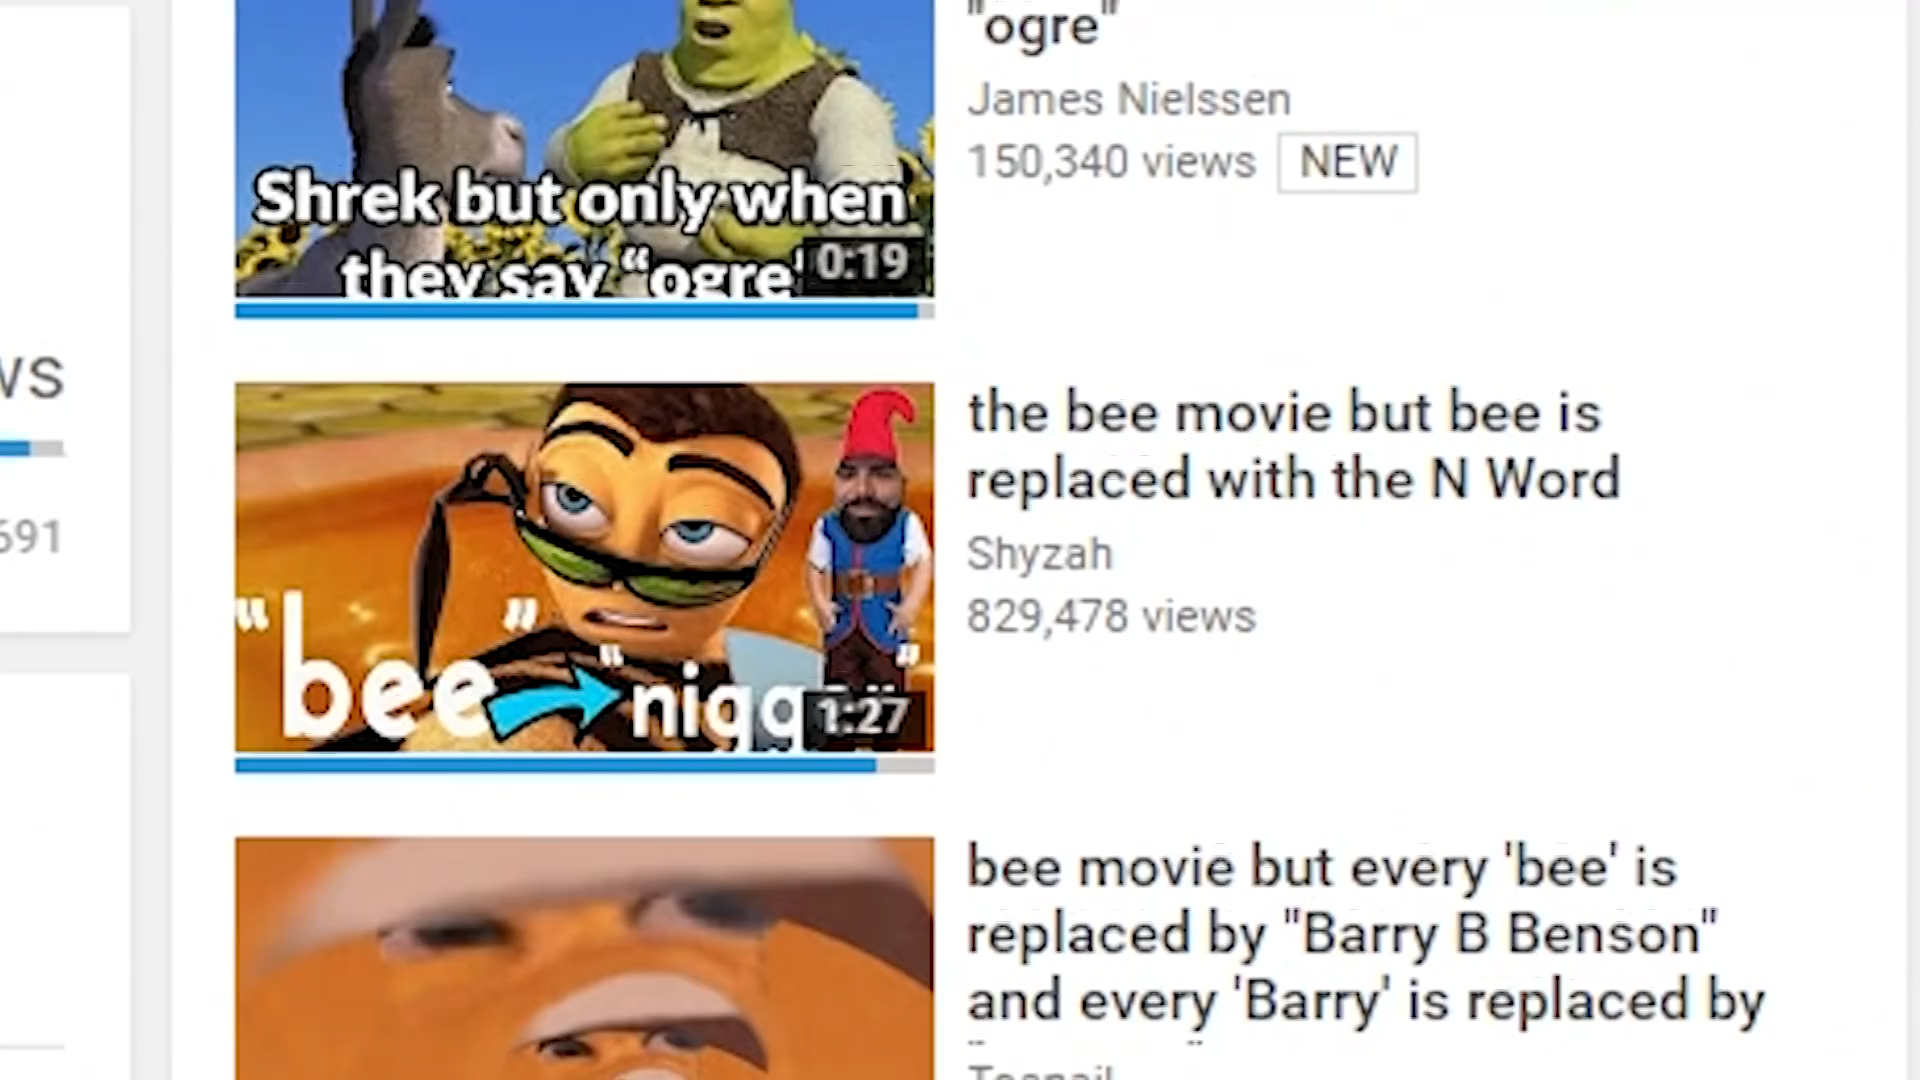 "ogre"
James Nielssen
150,340 views NEW
Shrek but only when
they say "ogre"
0:19
ws
691
the bee movie but bee is
replaced with the N Word
Shyzah
829,478 views
"bee" "nigg
1:27
bee movie but every 'bee' is
replaced by "Barry B Benson"
and every 'Barry' is replaced by